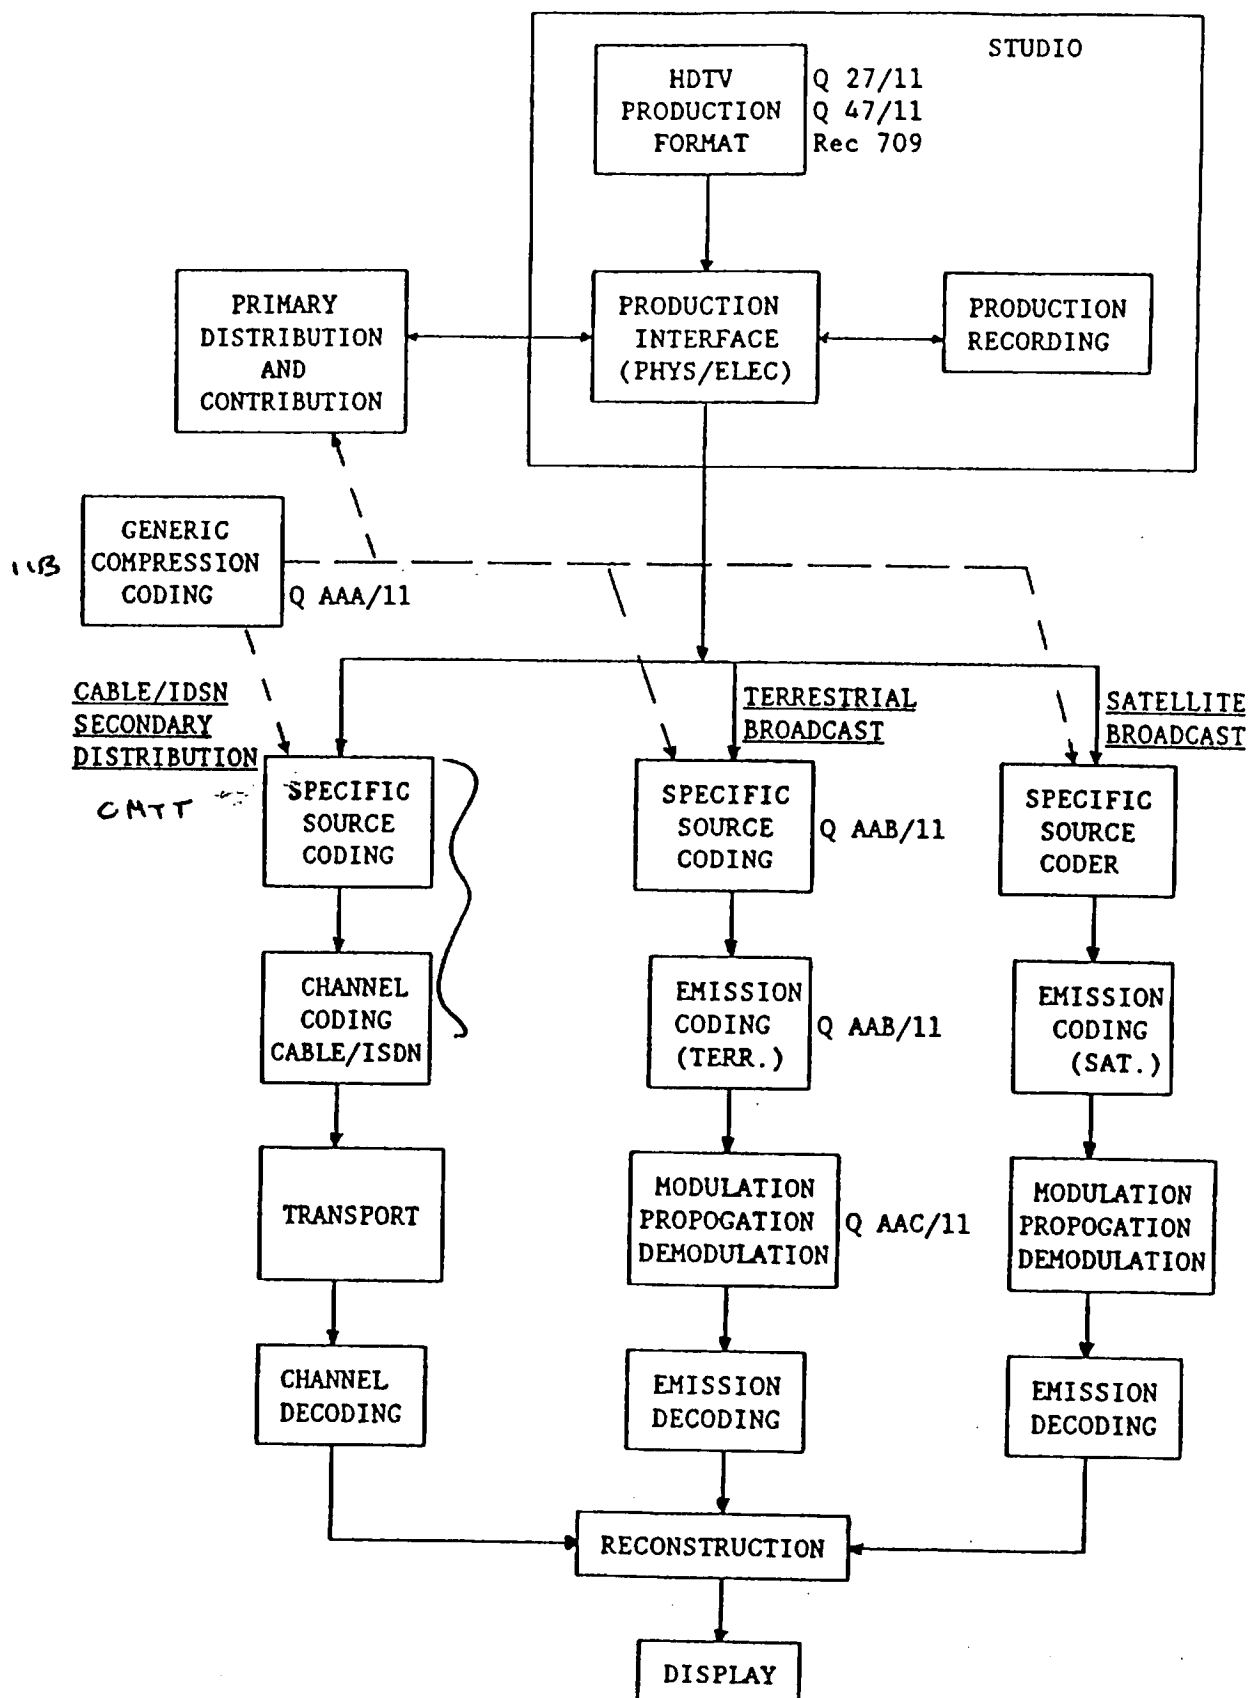 STUDIO
HDTV
PRODUCTION
FORMAT
Q 27/11
Q 47/11
Rec 709
PRIMARY
DISTRIBUTION
AND
CONTRIBUTION
PRODUCTION
INTERFACE
(PHYS/ELEC)
PRODUCTION
RECORDING
11B
GENERIC
COMPRESSION
CODING
Q AAA/11
CABLE/IDSN
SECONDARY
DISTRIBUTION
TERRESTRIAL
BROADCAST
SATELLITE
BROADCAST
CMTT
SPECIFIC
SOURCE
CODING
SPECIFIC
SOURCE
CODING
Q AAB/11
SPECIFIC
SOURCE
CODER
CHANNEL
CODING
CABLE/ISDN
EMISSION
CODING
(TERR.)
Q AAB/11
EMISSION
CODING
(SAT.)
TRANSPORT
MODULATION
PROPOGATION
DEMODULATION
Q AAC/11
MODULATION
PROPOGATION
DEMODULATION
CHANNEL
DECODING
EMISSION
DECODING
EMISSION
DECODING
RECONSTRUCTION
DISPLAY